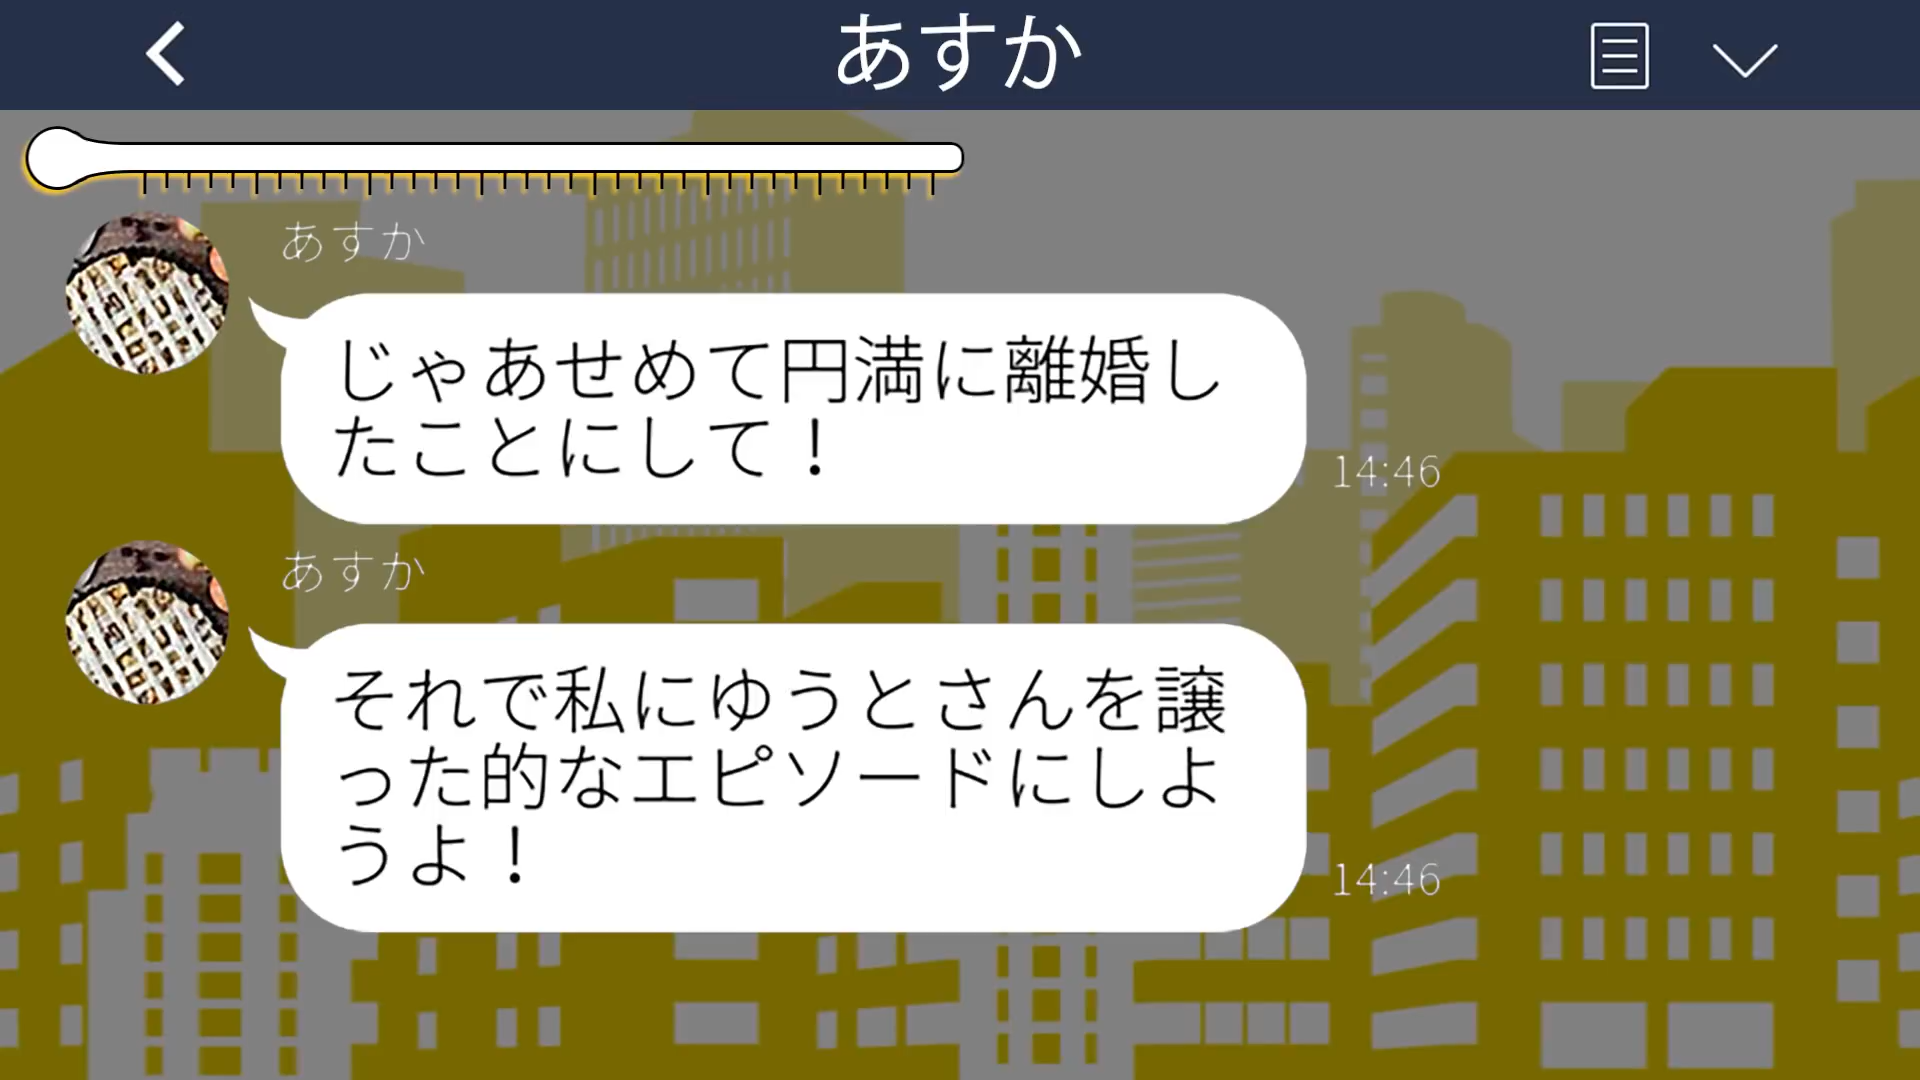 あすか
あすか
じゃあせめて円満に離婚し
たことにして！
14:46
あすか
それで私にゆうとさんを譲
った的なエピソードにしよ
うよ！
14:46